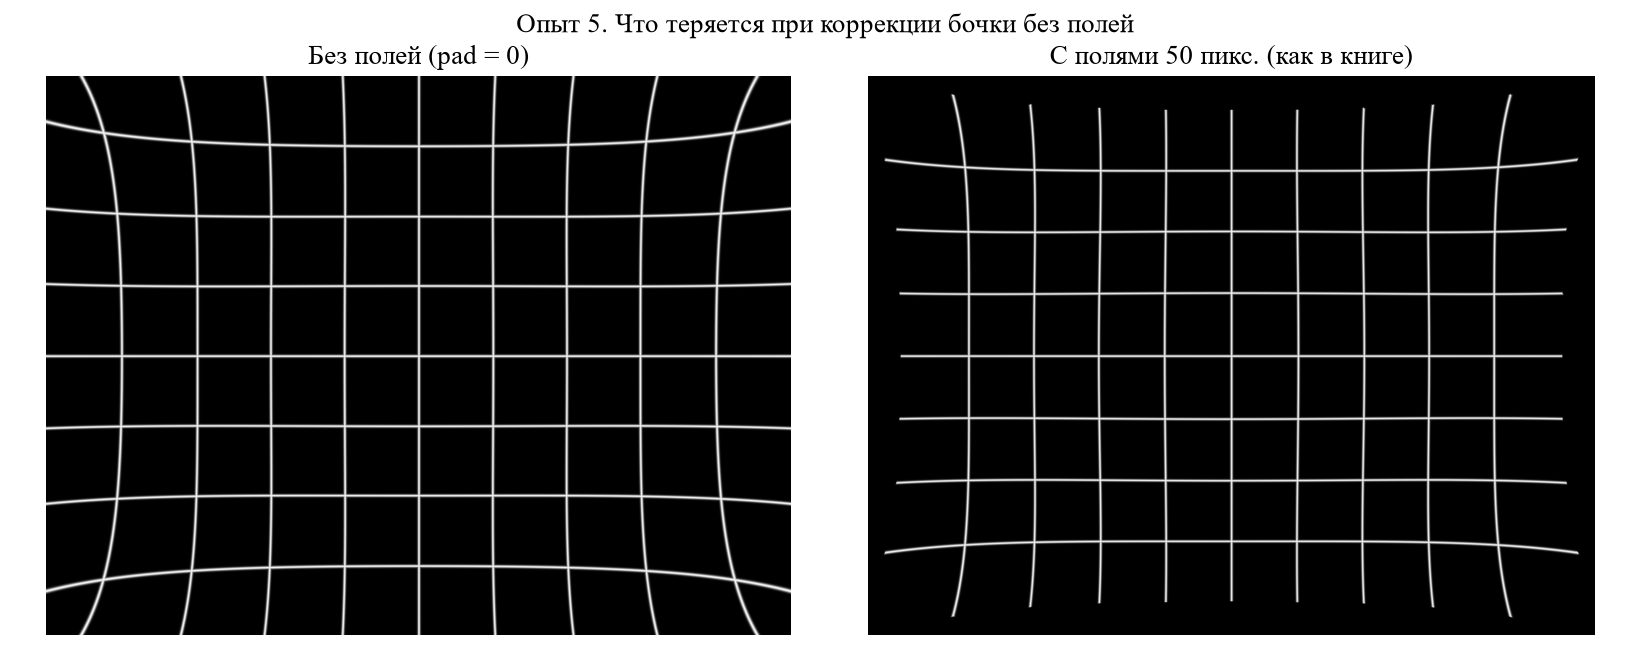 Опыт 5. Что теряется при коррекции бочки без полей
Без полей (pad = 0)
С полями 50 пикс. (как в книге)